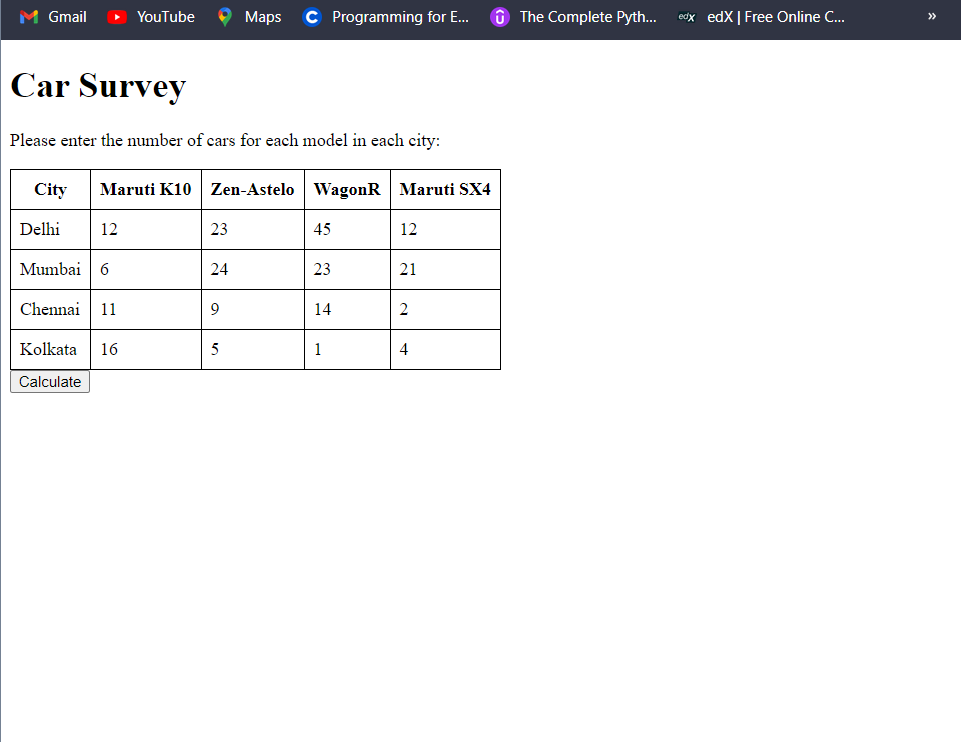 Gmail YouTube Maps C Programming for E... The Complete Pyth... edX edX | Free Online C... »
Car Survey
Please enter the number of cars for each model in each city:
City Maruti K10 Zen-Astelo WagonR Maruti SX4
Delhi 12 23 45 12
Mumbai 6 24 23 21
Chennai 11 9 14 2
Kolkata 16 5 1 4
Calculate